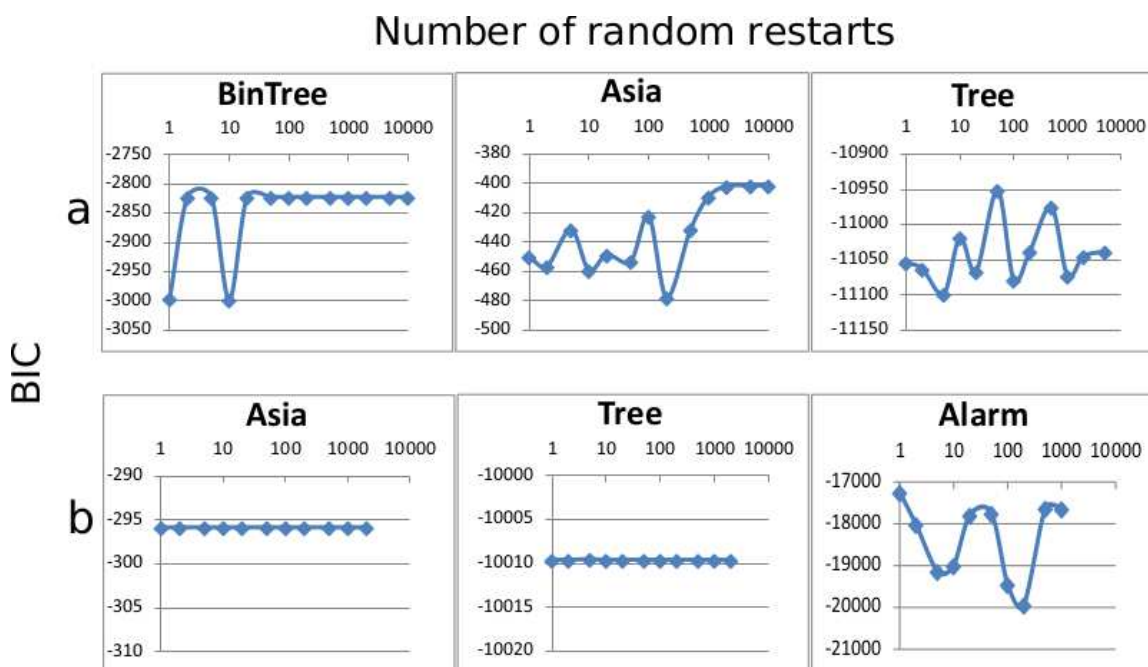 Number of random restarts
BIC
a
BinTree
1 10 100 1000 10000
-2750
-2800
-2850
-2900
-2950
-3000
-3050
Asia
1 10 100 1000 10000
-380
-400
-420
-440
-460
-480
-500
Tree
1 10 100 1000 10000
-10900
-10950
-11000
-11050
-11100
-11150
b
Asia
1 10 100 1000 10000
-290
-295
-300
-305
-310
Tree
1 10 100 1000 10000
-10000
-10005
-10010
-10015
-10020
Alarm
1 10 100 1000 10000
-17000
-18000
-19000
-20000
-21000